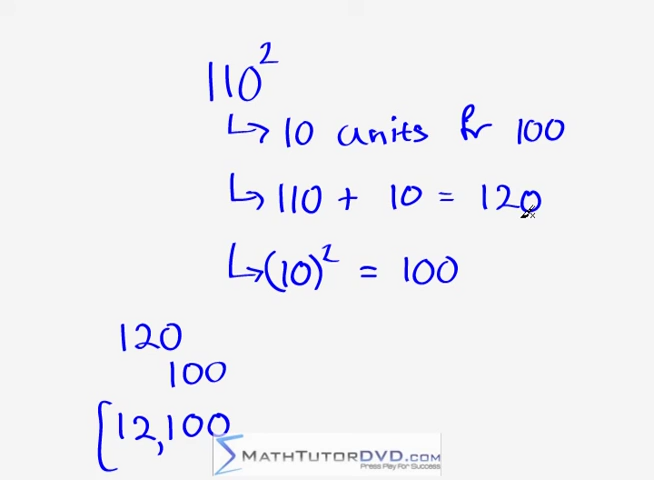 110²
↳ 10 units fr 100
↳ 110 + 10 = 120
↳ (10)² = 100
120
100
[12,100
MATHTUTORDVD.COM
Press Play For Success